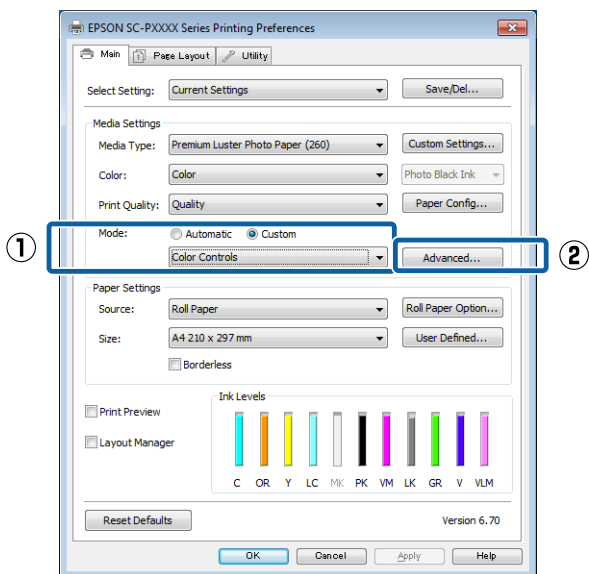 EPSON SC-PXXXX Series Printing Preferences
Main Page Layout Utility
Select Setting: Current Settings Save/Del...
Media Settings
Media Type: Premium Luster Photo Paper (260) Custom Settings...
Color: Color Photo Black Ink
Print Quality: Quality Paper Config...
Mode: Automatic Custom
① Color Controls Advanced... ②
Paper Settings
Source: Roll Paper Roll Paper Option...
Size: A4 210 x 297 mm User Defined...
Borderless
Ink Levels
Print Preview
Layout Manager
C OR Y LC MK PK VM LK GR V VLM
Reset Defaults Version 6.70
OK Cancel Apply Help